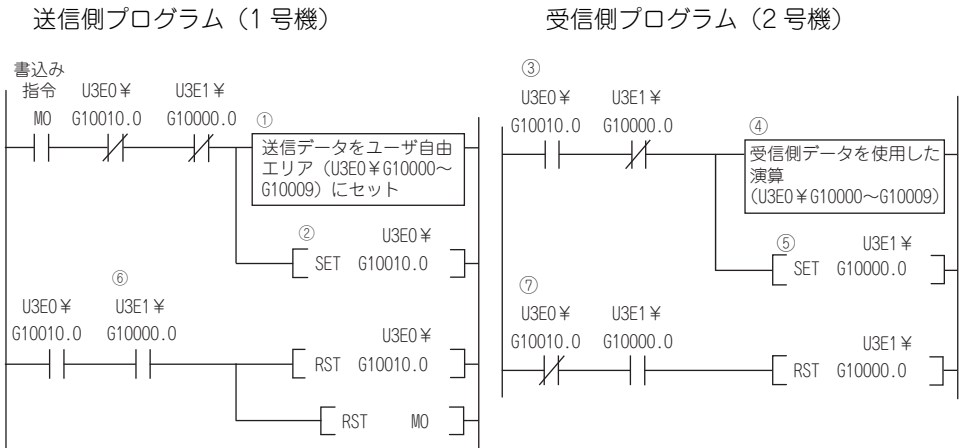 送信側プログラム（1号機）
書込み
指令 U3E0¥ U3E1¥
M0 G10010.0 G10000.0 ①
送信データをユーザ自由
エリア（U3E0¥G10000～
G10009）にセット
② U3E0¥
SET G10010.0
⑥
U3E0¥ U3E1¥
G10010.0 G10000.0
U3E0¥
RST G10010.0
RST M0
受信側プログラム（2号機）
③
U3E0¥ U3E1¥
G10010.0 G10000.0 ④
受信側データを使用した
演算
(U3E0¥G10000～G10009)
⑤ U3E1¥
SET G10000.0
⑦
U3E0¥ U3E1¥
G10010.0 G10000.0
U3E1¥
RST G10000.0